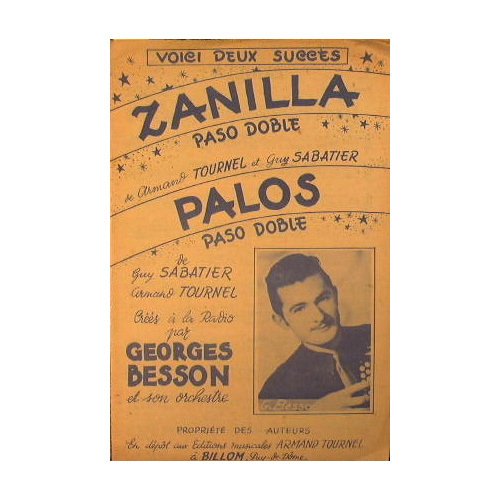 VOICI DEUX SUCCÈS
ZANILLA
PASO DOBLE
de Armand TOURNEL et Guy SABATIER
PALOS
PASO DOBLE
de
Guy SABATIER
Armand TOURNEL
Créés à la Radio
par
GEORGES
BESSON
et son orchestre
G. Besson
PROPRIÉTÉ DES AUTEURS
En dépôt aux Editions musicales ARMAND TOURNEL
à BILLOM, Puy-de-Dôme